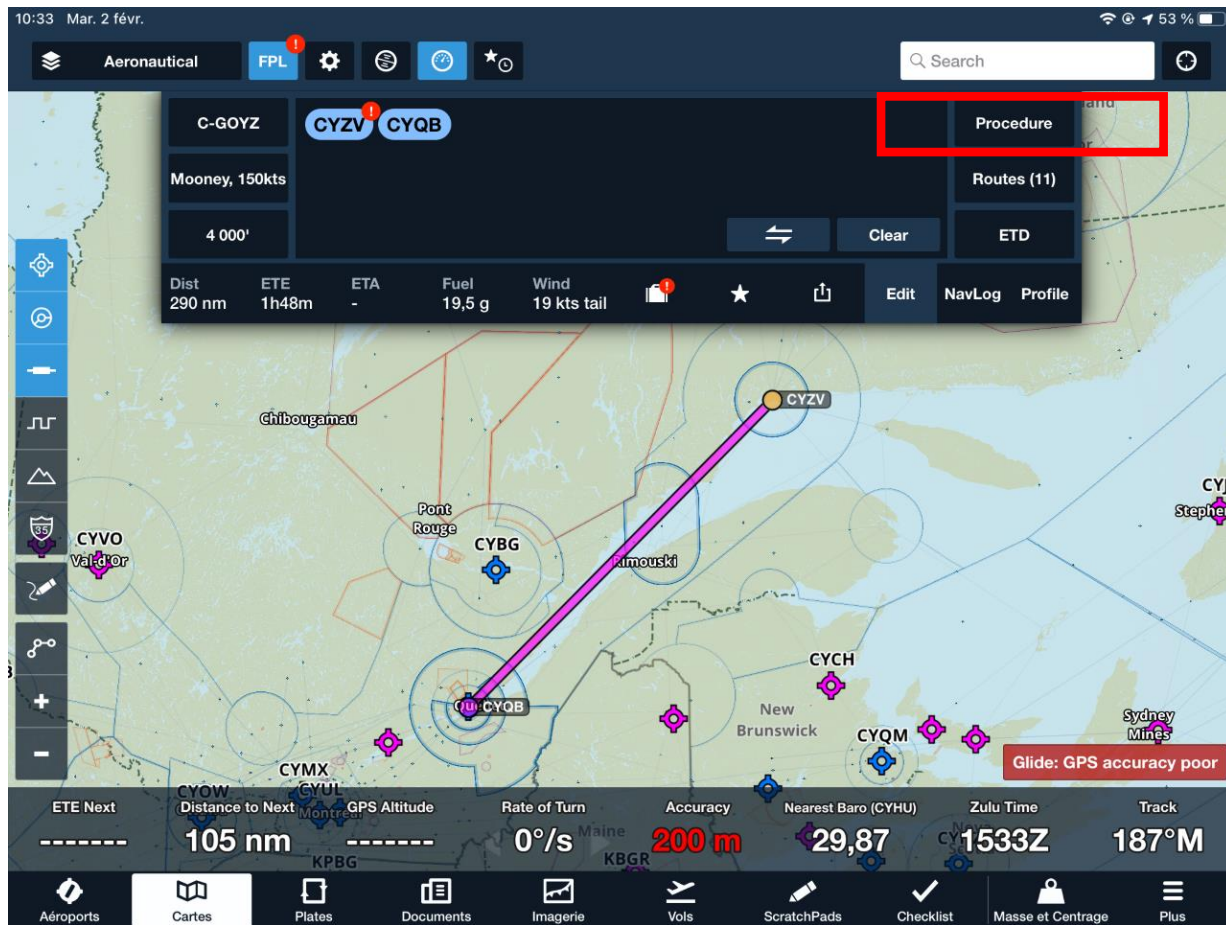 10:33 Mar. 2 févr.
53 %
Aeronautical
FPL
Search
C-GOYZ
CYZV CYQB
Procedure
Mooney, 150kts
Routes (11)
4 000'
Clear
ETD
Dist
290 nm
ETE
1h48m
ETA
-
Fuel
19,5 g
Wind
19 kts tail
Edit
NavLog
Profile
CYZV
Chibougamau
Pont
Rouge
CYBG
Rimouski
CYVO
Val-d'Or
35
Stephe
CYQB
CYCH
New
Brunswick
CYQM
Sydney
Mines
Glide: GPS accuracy poor
CYMX
CYOW
CYUL
Montréal
Maine
KPBG
KBGR
ETE Next
-------
Distance to Next
105 nm
GPS Altitude
-------
Rate of Turn
0°/s
Accuracy
200 m
Nearest Baro (CYHU)
29,87
Zulu Time
1533Z
Track
187°M
Aéroports
Cartes
Plates
Documents
Imagerie
Vols
ScratchPads
Checklist
Masse et Centrage
Plus